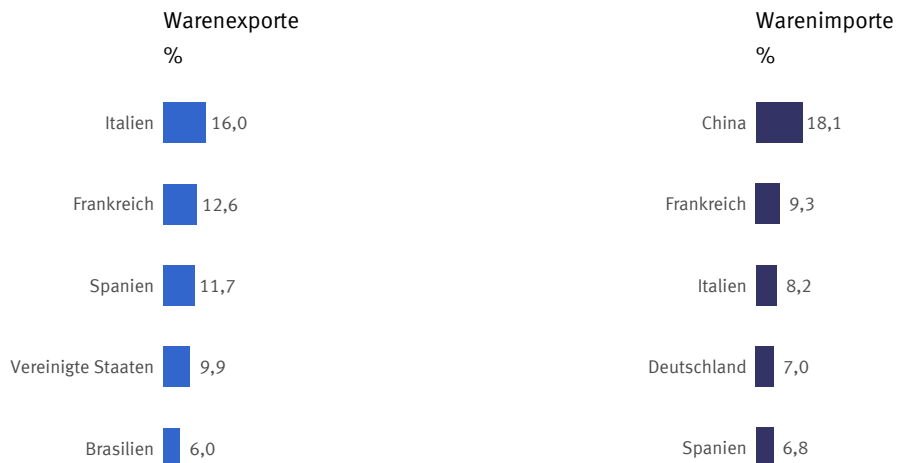 Warenexporte
%
Italien 16,0
Frankreich 12,6
Spanien 11,7
Vereinigte Staaten 9,9
Brasilien 6,0
Warenimporte
%
China 18,1
Frankreich 9,3
Italien 8,2
Deutschland 7,0
Spanien 6,8